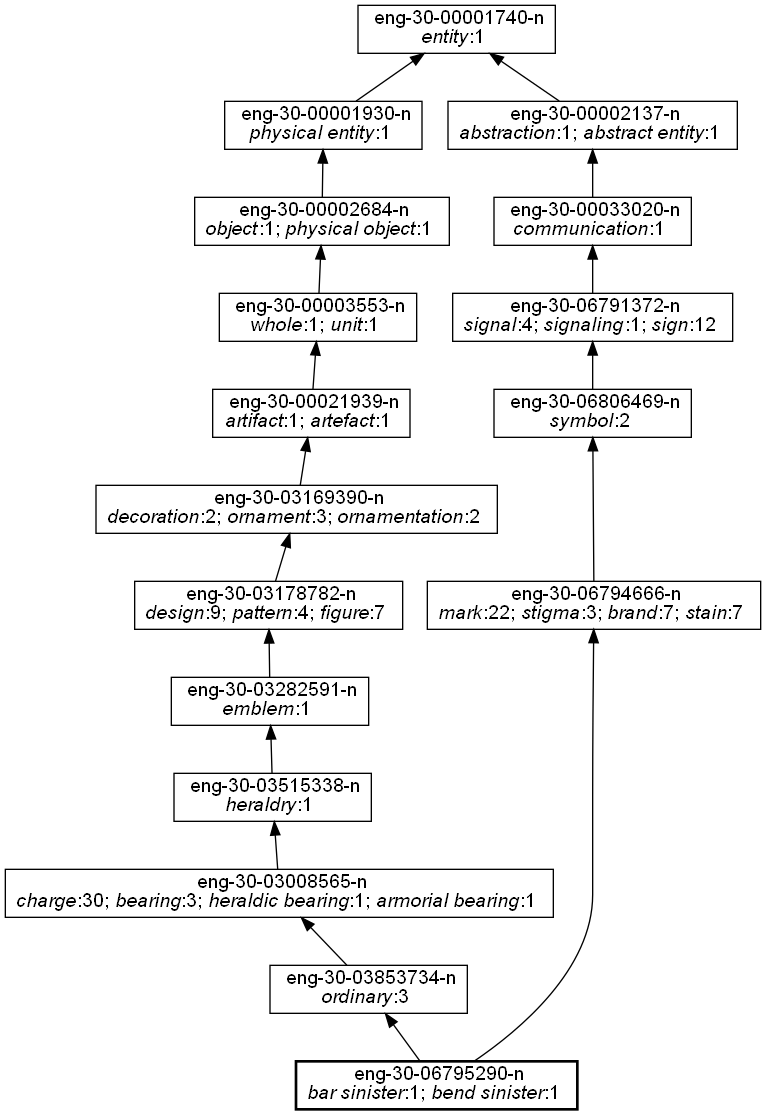 eng-30-00001740-n
entity:1
eng-30-00001930-n
physical entity:1
eng-30-00002137-n
abstraction:1; abstract entity:1
eng-30-00002684-n
object:1; physical object:1
eng-30-00033020-n
communication:1
eng-30-00003553-n
whole:1; unit:1
eng-30-06791372-n
signal:4; signaling:1; sign:12
eng-30-00021939-n
artifact:1; artefact:1
eng-30-06806469-n
symbol:2
eng-30-03169390-n
decoration:2; ornament:3; ornamentation:2
eng-30-03178782-n
design:9; pattern:4; figure:7
eng-30-06794666-n
mark:22; stigma:3; brand:7; stain:7
eng-30-03282591-n
emblem:1
eng-30-03515338-n
heraldry:1
eng-30-03008565-n
charge:30; bearing:3; heraldic bearing:1; armorial bearing:1
eng-30-03853734-n
ordinary:3
eng-30-06795290-n
bar sinister:1; bend sinister:1